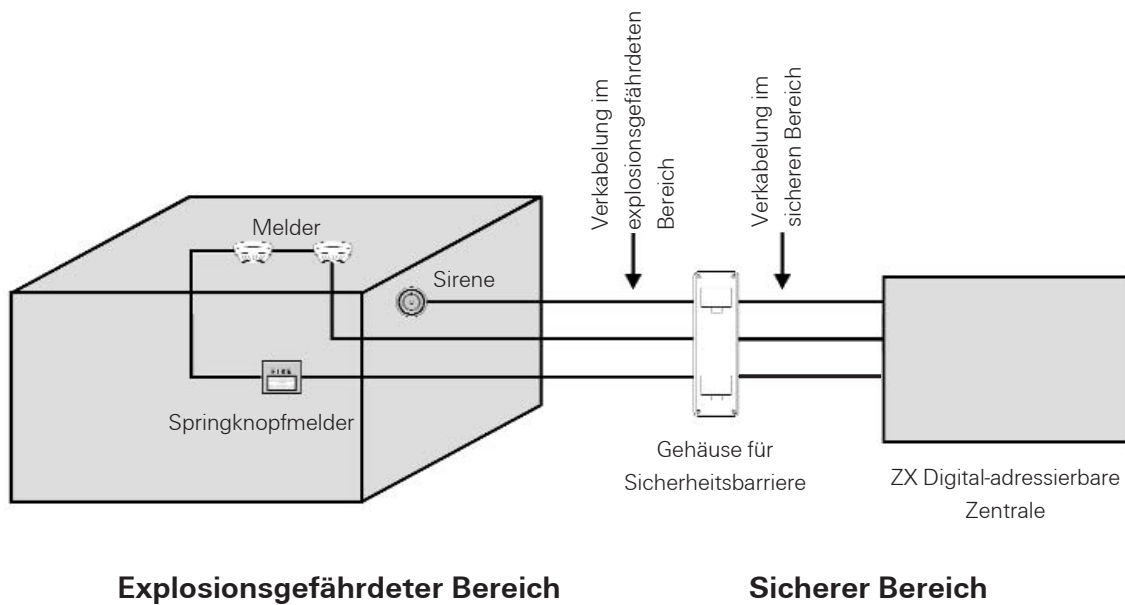 Verkabelung im
explosionsgefährdeten
Bereich
Verkabelung im
sicheren Bereich
Melder
Sirene
Springknopfmelder
Gehäuse für
Sicherheitsbarriere
ZX Digital-adressierbare
Zentrale
Explosionsgefährdeter Bereich
Sicherer Bereich